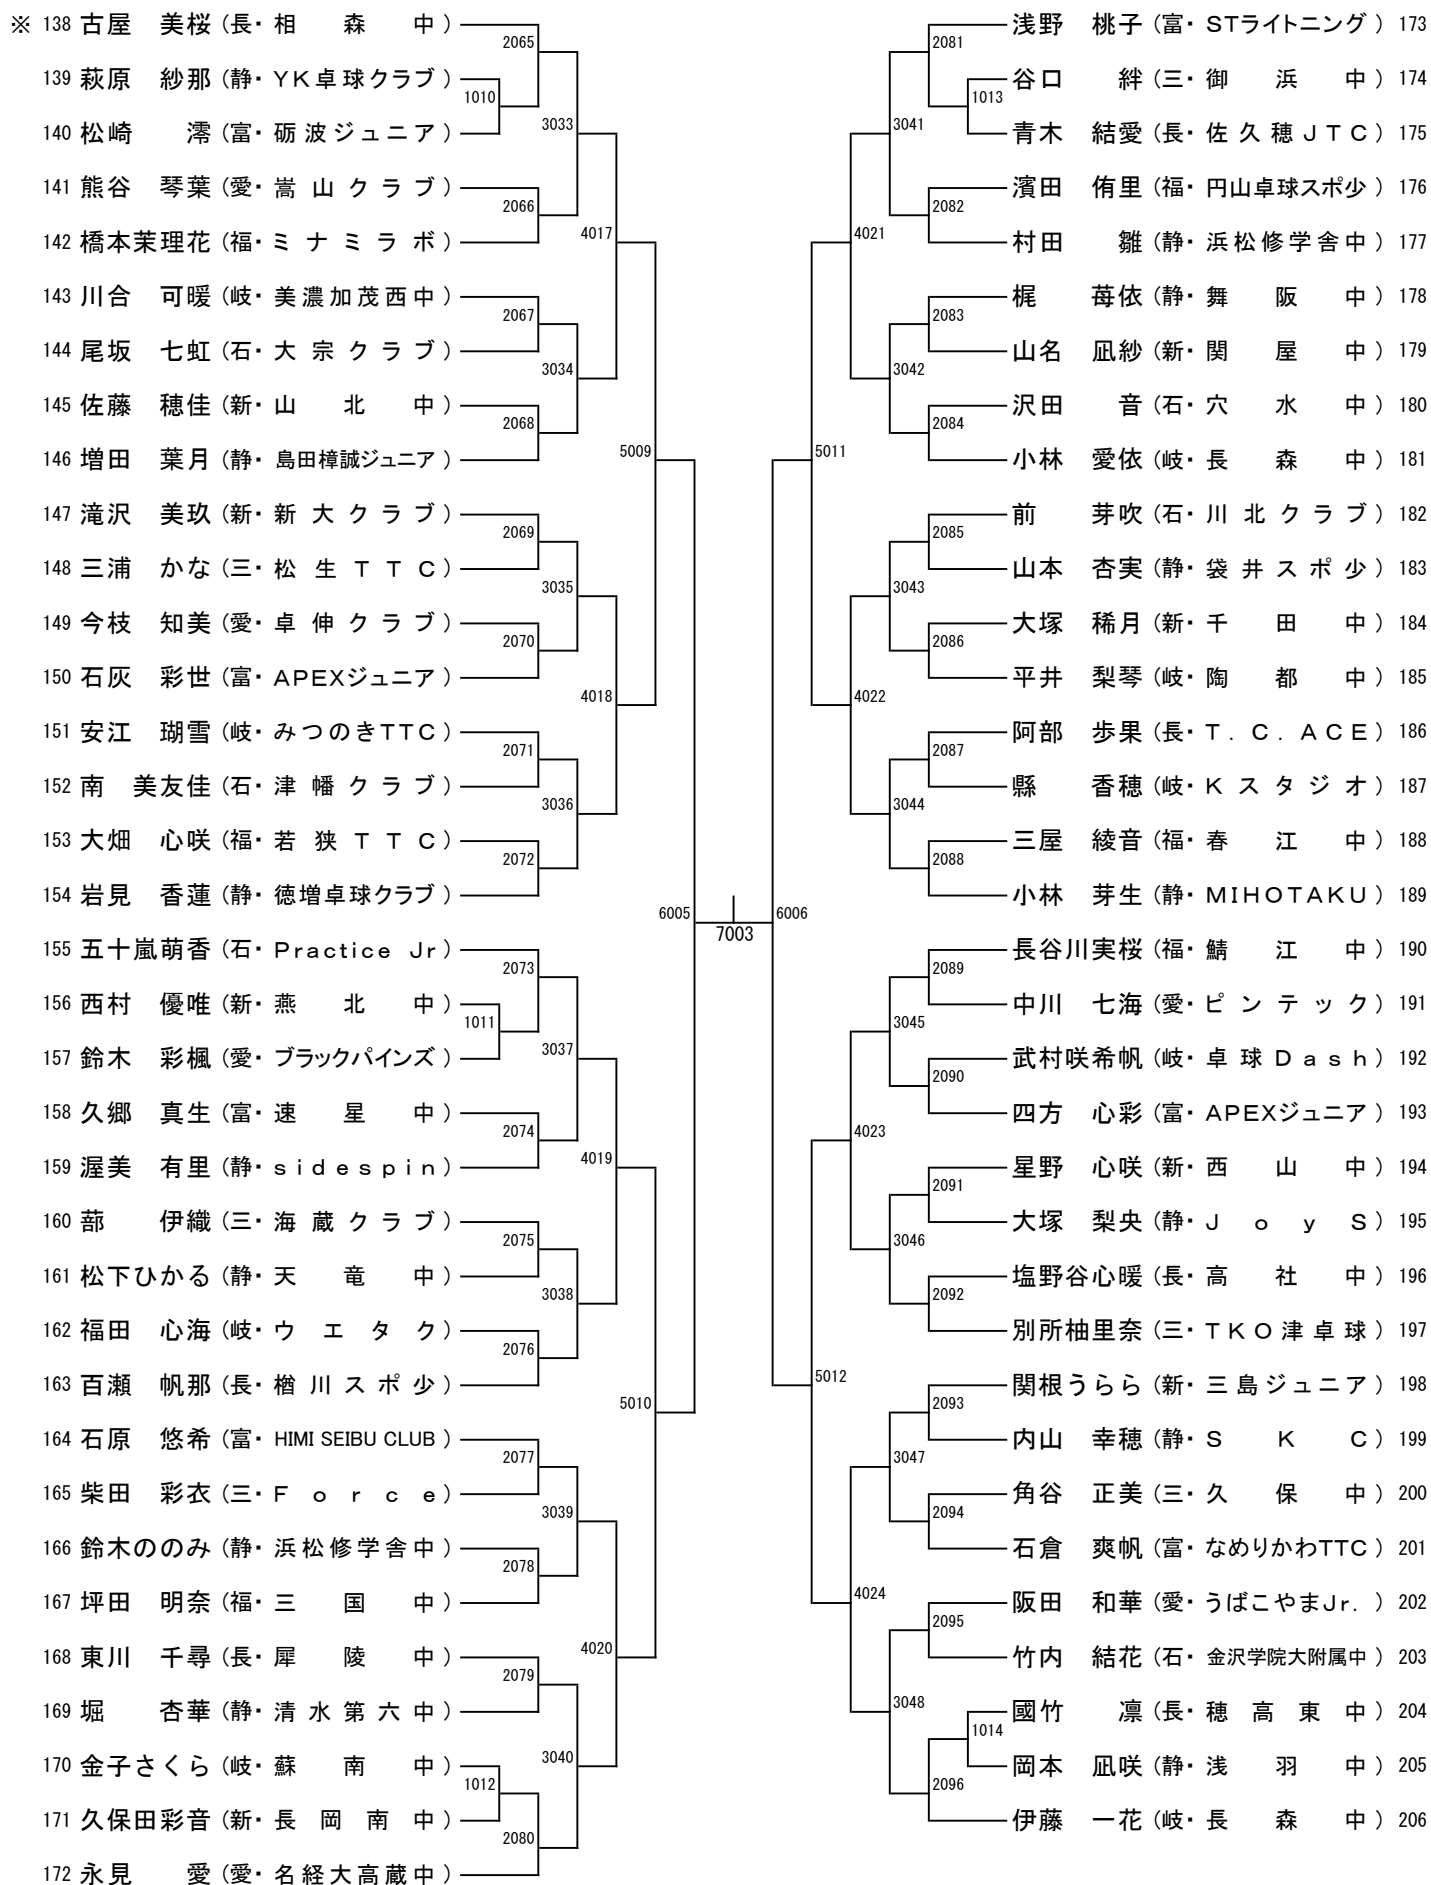 ※ 138 古屋 美桜 (長・相森中)
2065
139 萩原 紗那 (静・YK卓球クラブ)
1010
140 松崎 澪 (富・砺波ジュニア)
3033
141 熊谷 琴葉 (愛・嵩山クラブ)
2066
142 橋本茉理花 (福・ミナミラボ)
4017
143 川合 可暖 (岐・美濃加茂西中)
2067
144 尾坂 七虹 (石・大宗クラブ)
3034
145 佐藤 穂佳 (新・山北中)
2068
146 増田 葉月 (静・島田樟誠ジュニア)
5009
147 滝沢 美玖 (新・新大クラブ)
2069
148 三浦 かな (三・松生TTC)
3035
149 今枝 知美 (愛・卓伸クラブ)
2070
150 石灰 彩世 (富・APEXジュニア)
4018
151 安江 瑚雪 (岐・みつのきTTC)
2071
152 南 美友佳 (石・津幡クラブ)
3036
153 大畑 心咲 (福・若狭TTC)
2072
154 岩見 香蓮 (静・徳増卓球クラブ)
6005
155 五十嵐萌香 (石・Practice Jr)
2073
156 西村 優唯 (新・燕北中)
1011
157 鈴木 彩楓 (愛・ブラックパインズ)
3037
158 久郷 真生 (富・速星中)
2074
159 渥美 有里 (静・sidespin)
4019
160 蔀 伊織 (三・海蔵クラブ)
2075
161 松下ひかる (静・天竜中)
3038
162 福田 心海 (岐・ウエタク)
2076
163 百瀬 帆那 (長・楢川スポ少)
5010
164 石原 悠希 (富・HIMI SEIBU CLUB)
2077
165 柴田 彩衣 (三・Force)
3039
166 鈴木ののみ (静・浜松修学舎中)
2078
167 坪田 明奈 (福・三国中)
4020
168 東川 千尋 (長・犀陵中)
2079
169 堀 杏華 (静・清水第六中)
3040
170 金子さくら (岐・蘇南中)
1012
171 久保田彩音 (新・長岡南中)
2080
172 永見 愛 (愛・名経大高蔵中)
7003
浅野 桃子 (富・STライトニング) 173
2081
谷口 絆 (三・御浜中) 174
1013
青木 結愛 (長・佐久穂JTC) 175
3041
濱田 侑里 (福・円山卓球スポ少) 176
2082
村田 雛 (静・浜松修学舎中) 177
4021
梶 苺依 (静・舞阪中) 178
2083
山名 凪紗 (新・関屋中) 179
3042
沢田 音 (石・穴水中) 180
2084
小林 愛依 (岐・長森中) 181
5011
前 芽吹 (石・川北クラブ) 182
2085
山本 杏実 (静・袋井スポ少) 183
3043
大塚 稀月 (新・千田中) 184
2086
平井 梨琴 (岐・陶都中) 185
4022
阿部 歩果 (長・T.C.ACE) 186
2087
縣 香穂 (岐・Kスタジオ) 187
3044
三屋 綾音 (福・春江中) 188
2088
小林 芽生 (静・MIHOTAKU) 189
6006
長谷川実桜 (福・鯖江中) 190
2089
中川 七海 (愛・ピンテック) 191
3045
武村咲希帆 (岐・卓球Dash) 192
2090
四方 心彩 (富・APEXジュニア) 193
4023
星野 心咲 (新・西山中) 194
2091
大塚 梨央 (静・JoyS) 195
3046
塩野谷心暖 (長・高社中) 196
2092
別所柚里奈 (三・TKO津卓球) 197
5012
関根うらら (新・三島ジュニア) 198
2093
内山 幸穂 (静・SKC) 199
3047
角谷 正美 (三・久保中) 200
2094
石倉 爽帆 (富・なめりかわTTC) 201
4024
阪田 和華 (愛・うばこやまJr.) 202
2095
竹内 結花 (石・金沢学院大附属中) 203
3048
國竹 凛 (長・穂高東中) 204
1014
岡本 凪咲 (静・浅羽中) 205
2096
伊藤 一花 (岐・長森中) 206